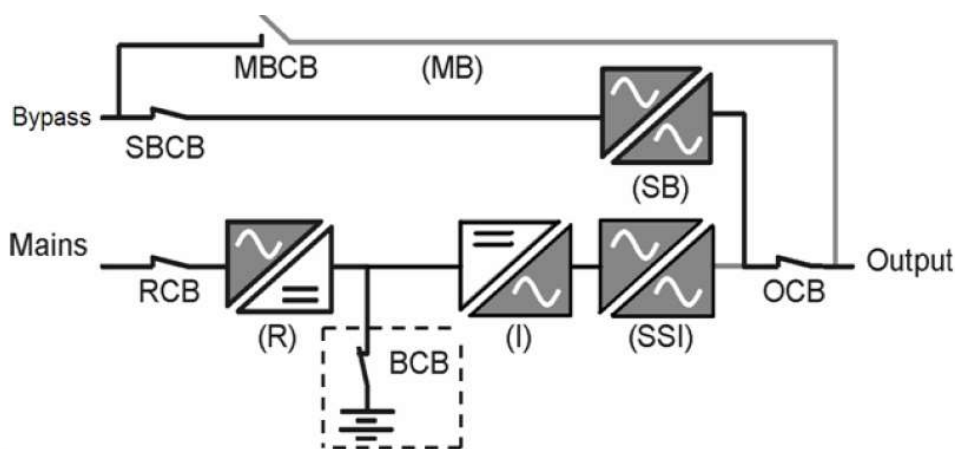 MBCB
(MB)
Bypass
SBCB
(SB)
Mains
Output
RCB
OCB
(R)
(I)
(SSI)
BCB